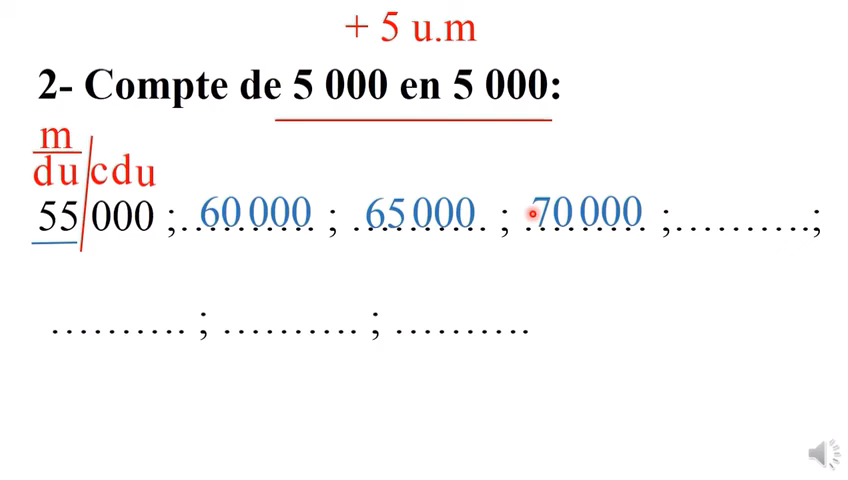 + 5 u.m
2- Compte de 5 000 en 5 000:
m
du cdu
55 000 ; 60 000 ; 65 000 ; 70 000 ; ……….;
………. ; ………. ; ……….